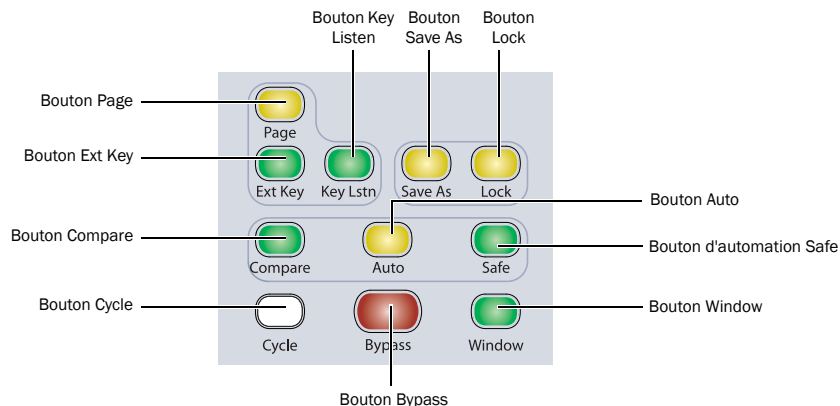 Bouton Key
Listen
Bouton
Save As
Bouton
Lock
Bouton Page
Page
Bouton Ext Key
Ext Key
Key Lstn
Save As
Lock
Bouton Auto
Bouton Compare
Bouton d'automation Safe
Compare
Auto
Safe
Bouton Cycle
Bouton Window
Cycle
Bypass
Window
Bouton Bypass